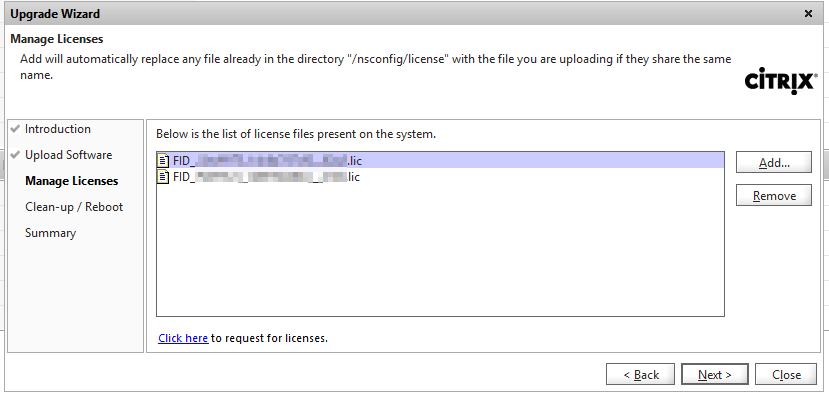 Upgrade Wizard
Manage Licenses
Add will automatically replace any file already in the directory "/nsconfig/license" with the file you are uploading if they share the same
name.
CİTRIX
Introduction
Upload Software
Manage Licenses
Clean-up / Reboot
Summary
Below is the list of license files present on the system.
FID_ .lic
FID_ .lic
Add...
Remove
Click here to request for licenses.
< Back
Next >
Close